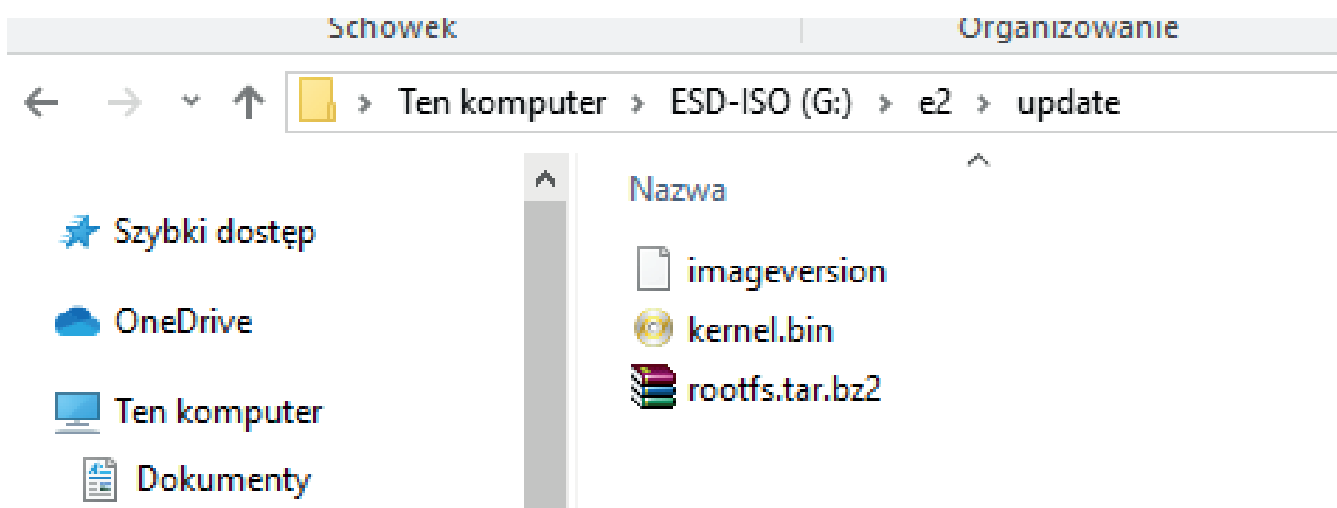 Schowek Organizowanie
Ten komputer > ESD-ISO (G:) > e2 > update
Nazwa
Szybki dostęp
imageversion
OneDrive
kernel.bin
rootfs.tar.bz2
Ten komputer
Dokumenty